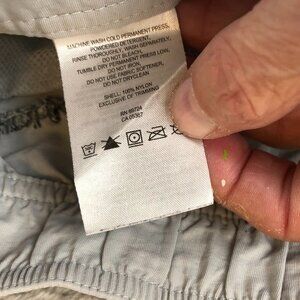 MACHINE WASH COLD PERMANENT PRESS,
POWDERED DETERGENT,
RINSE THOROUGHLY, WASH SEPARATELY,
DO NOT BLEACH,
TUMBLE DRY PERMANENT PRESS LOW,
DO NOT IRON,
DO NOT USE FABRIC SOFTENER,
DO NOT DRYCLEAN
SHELL: 100% NYLON
EXCLUSIVE OF TRIMMING
RN 69724
CA 05367